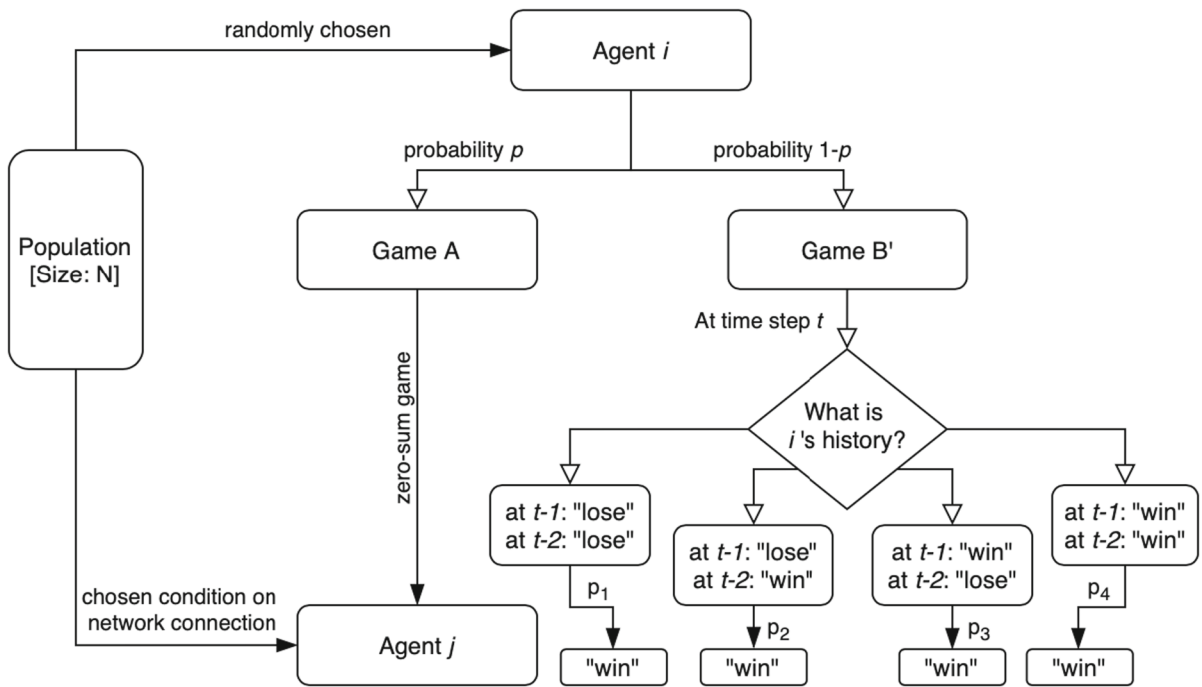 randomly chosen
Agent i
probability p
probability 1-p
Population
[Size: N]
Game A
Game B'
At time step t
zero-sum game
What is
i 's history?
at t-1: "lose"
at t-2: "lose"
at t-1: "lose"
at t-2: "win"
at t-1: "win"
at t-2: "lose"
at t-1: "win"
at t-2: "win"
chosen condition on
network connection
Agent j
p1
p2
p3
p4
"win"
"win"
"win"
"win"